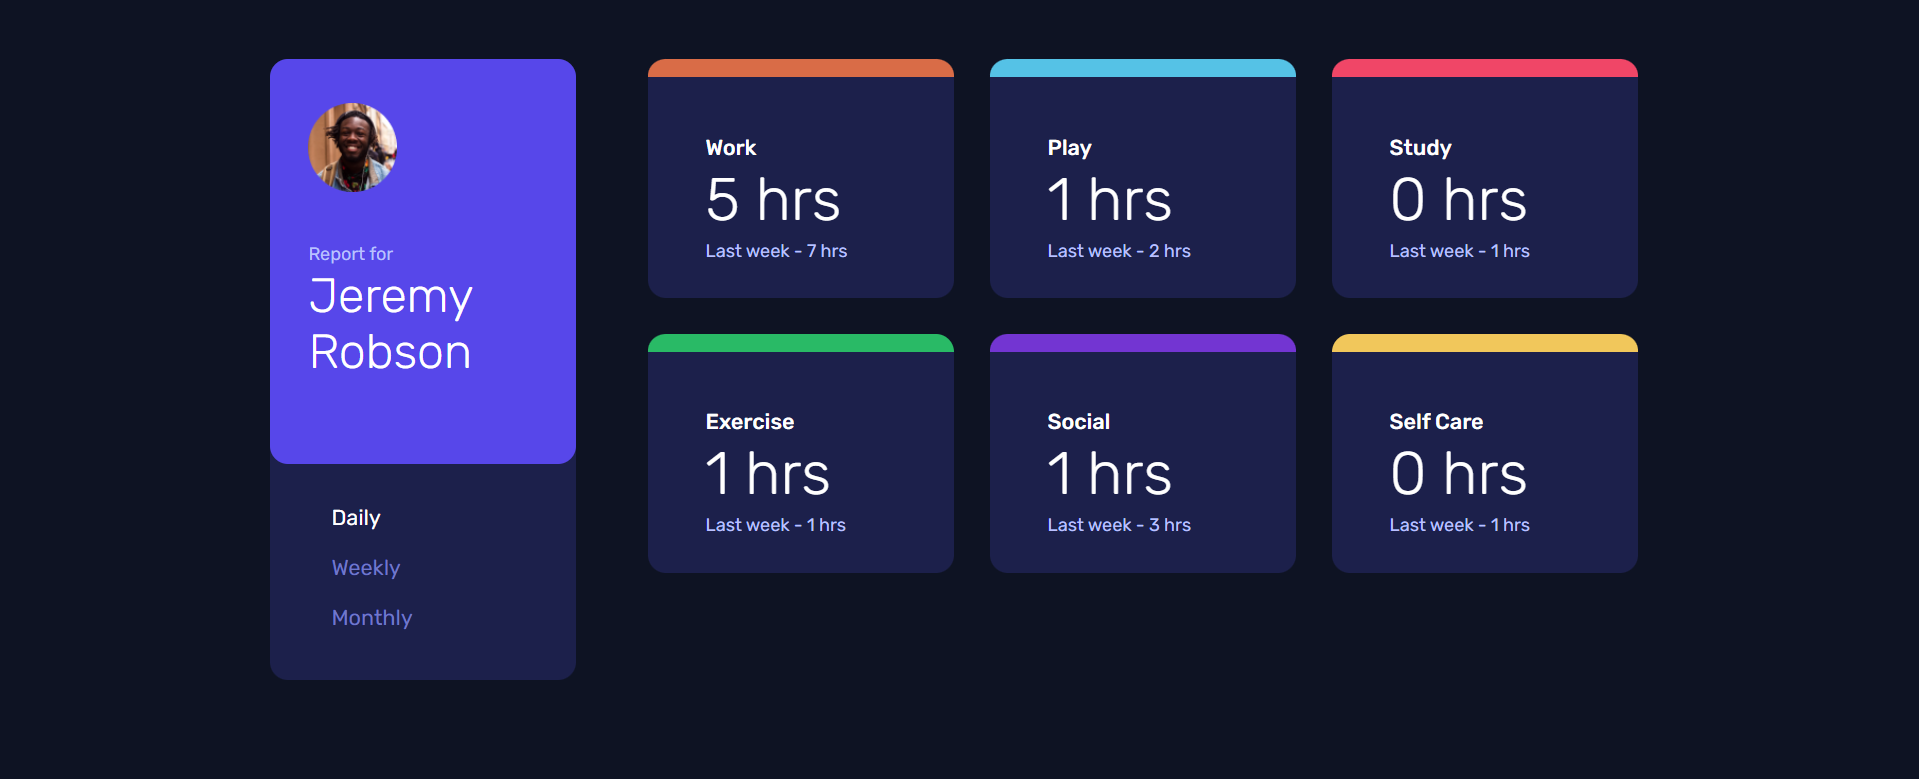 Report for
Jeremy
Robson
Daily
Weekly
Monthly
Work
5 hrs
Last week - 7 hrs
Play
1 hrs
Last week - 2 hrs
Study
0 hrs
Last week - 1 hrs
Exercise
1 hrs
Last week - 1 hrs
Social
1 hrs
Last week - 3 hrs
Self Care
0 hrs
Last week - 1 hrs